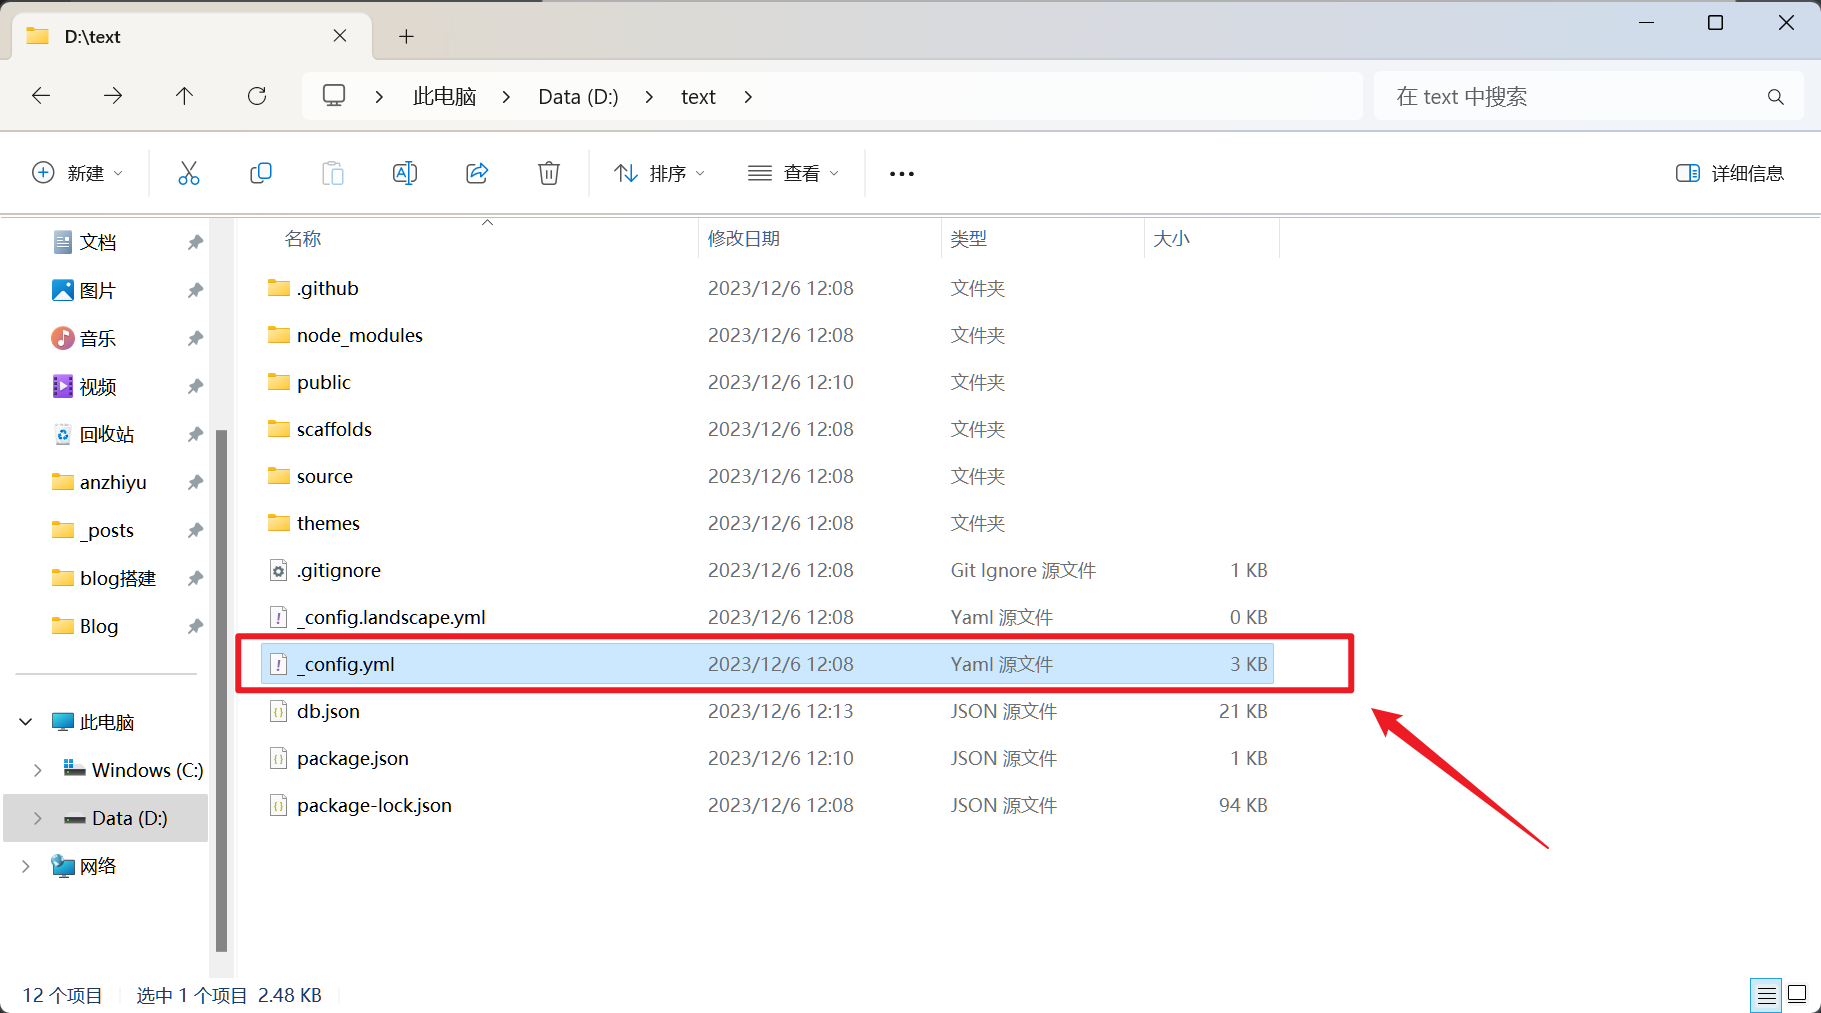 D:\text
此电脑 Data (D:) text
在 text 中搜索
新建 排序 查看 详细信息
文档
图片
音乐
视频
回收站
anzhiyu
_posts
blog搭建
Blog
此电脑
Windows (C:)
Data (D:)
网络
名称 修改日期 类型 大小
.github 2023/12/6 12:08 文件夹
node_modules 2023/12/6 12:08 文件夹
public 2023/12/6 12:10 文件夹
scaffolds 2023/12/6 12:08 文件夹
source 2023/12/6 12:08 文件夹
themes 2023/12/6 12:08 文件夹
.gitignore 2023/12/6 12:08 Git Ignore 源文件 1 KB
_config.landscape.yml 2023/12/6 12:08 Yaml 源文件 0 KB
_config.yml 2023/12/6 12:08 Yaml 源文件 3 KB
db.json 2023/12/6 12:13 JSON 源文件 21 KB
package.json 2023/12/6 12:10 JSON 源文件 1 KB
package-lock.json 2023/12/6 12:08 JSON 源文件 94 KB
12 个项目 选中 1 个项目 2.48 KB